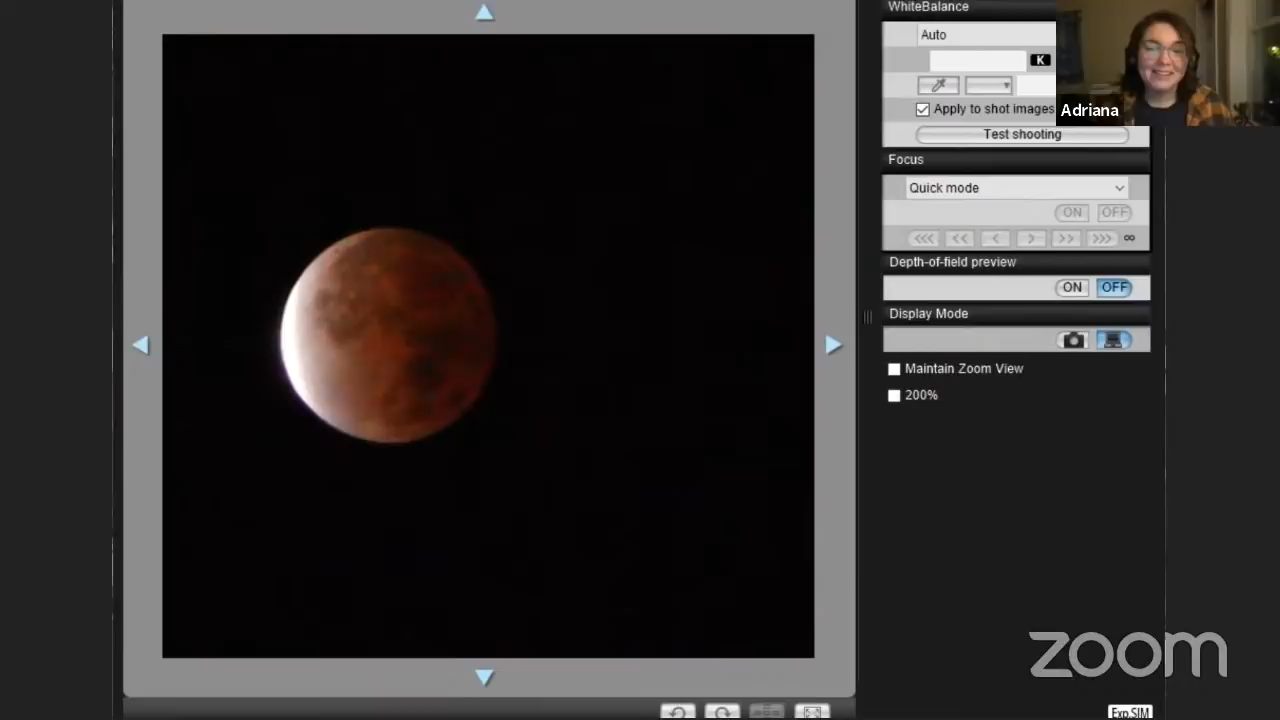 WhiteBalance
Auto
K
Apply to shot images
Adriana
Test shooting
Focus
Quick mode
ON OFF
<<< << < > >> >>> ∞
Depth-of-field preview
ON OFF
Display Mode
Maintain Zoom View
200%
zoom
Exp.SIM